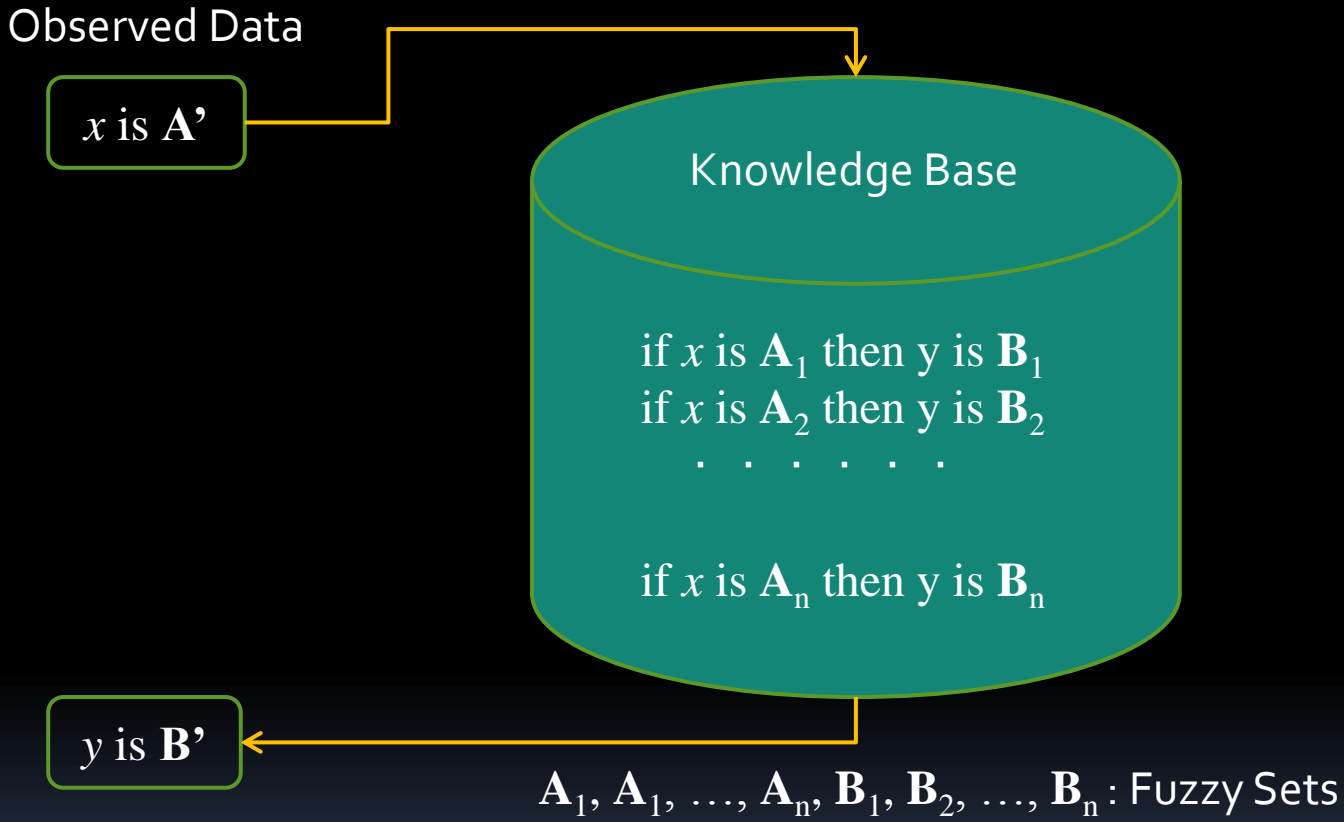 Observed Data
x is A’
Knowledge Base
if x is A₁ then y is B₁
if x is A₂ then y is B₂
. . . . . .
if x is Aₙ then y is Bₙ
y is B’
A₁, A₁, …, Aₙ, B₁, B₂, …, Bₙ : Fuzzy Sets